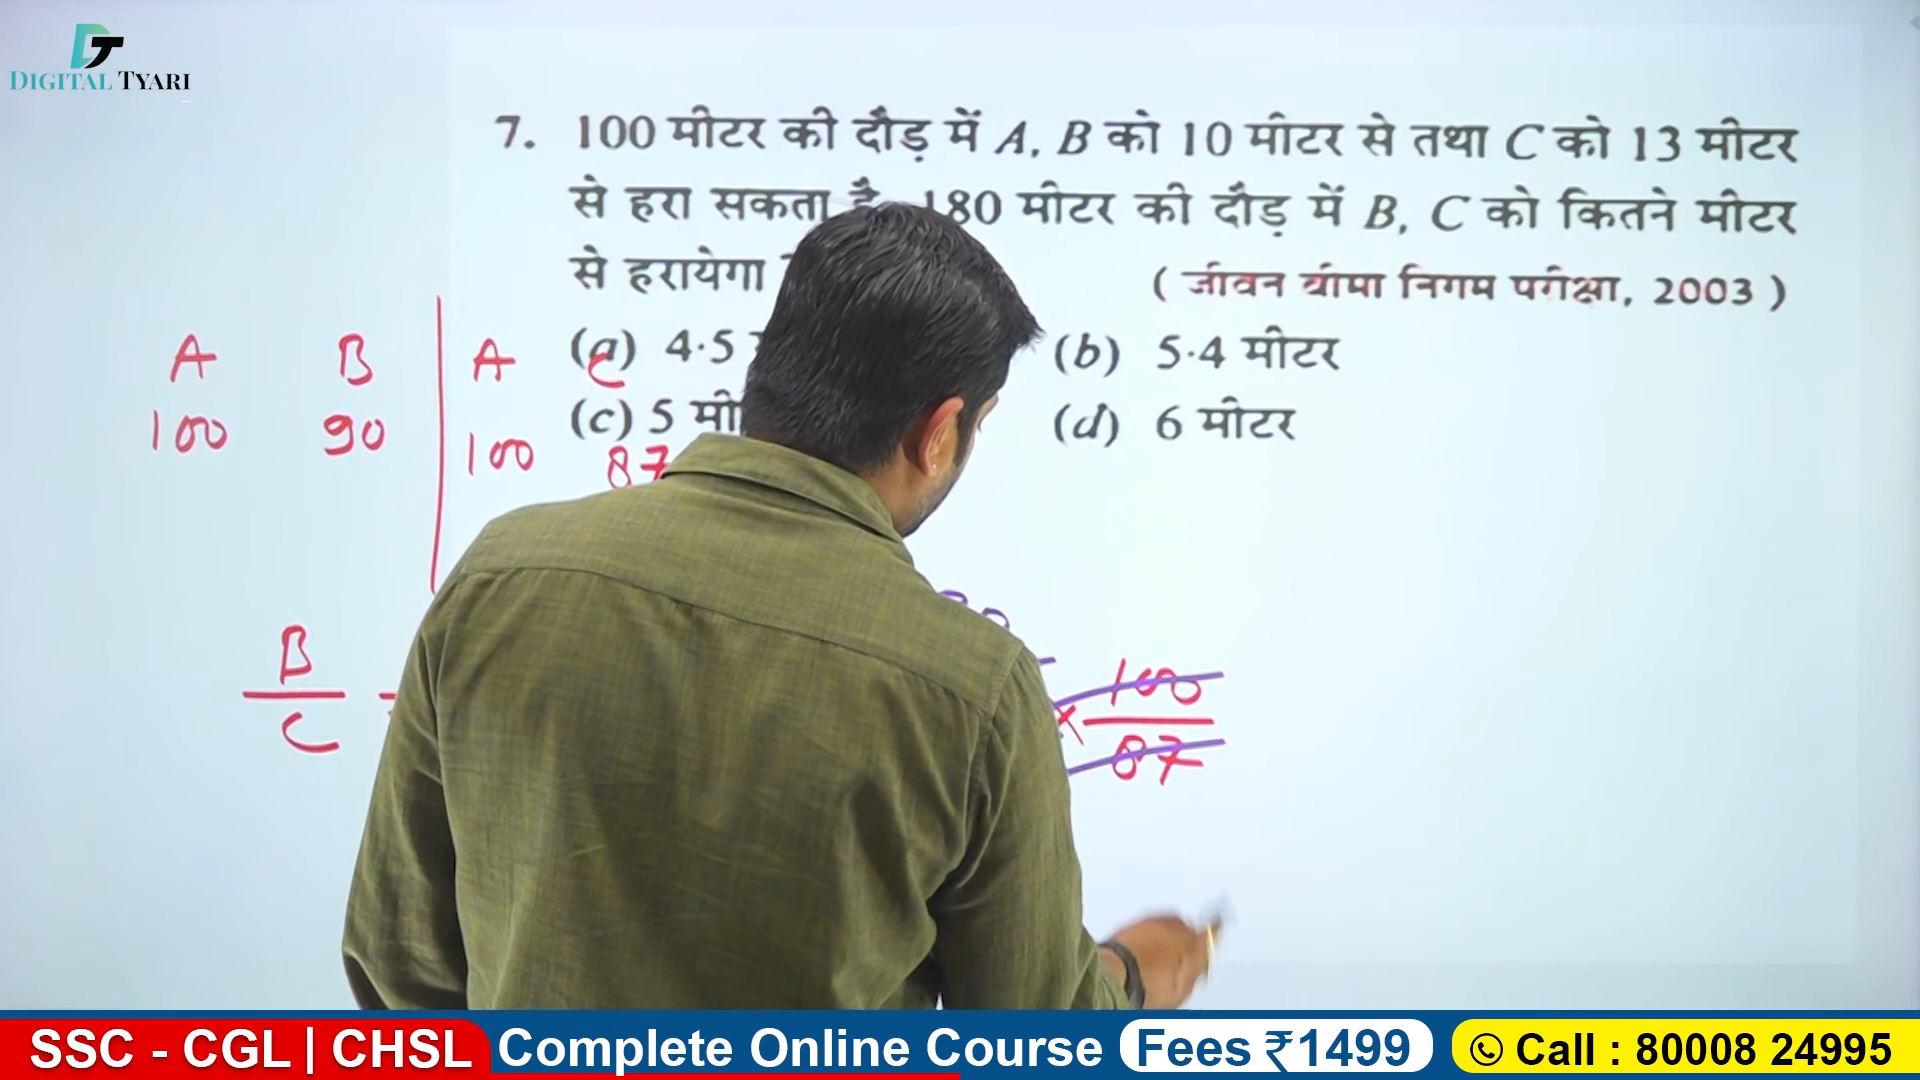 DT
DIGITAL TYARI
7. 100 मीटर की दौड़ में A, B को 10 मीटर से तथा C को 13 मीटर
से हरा सकता है 180 मीटर की दौड़ में B, C को कितने मीटर
से हरायेगा
( जीवन बीमा निगम परीक्षा, 2003 )
(a) 4·5
(b) 5·4 मीटर
(c) 5 मी
(d) 6 मीटर
A B A C
100 90 100 87
B
C
× 100
87
SSC - CGL | CHSL Complete Online Course Fees ₹1499 Call : 80008 24995